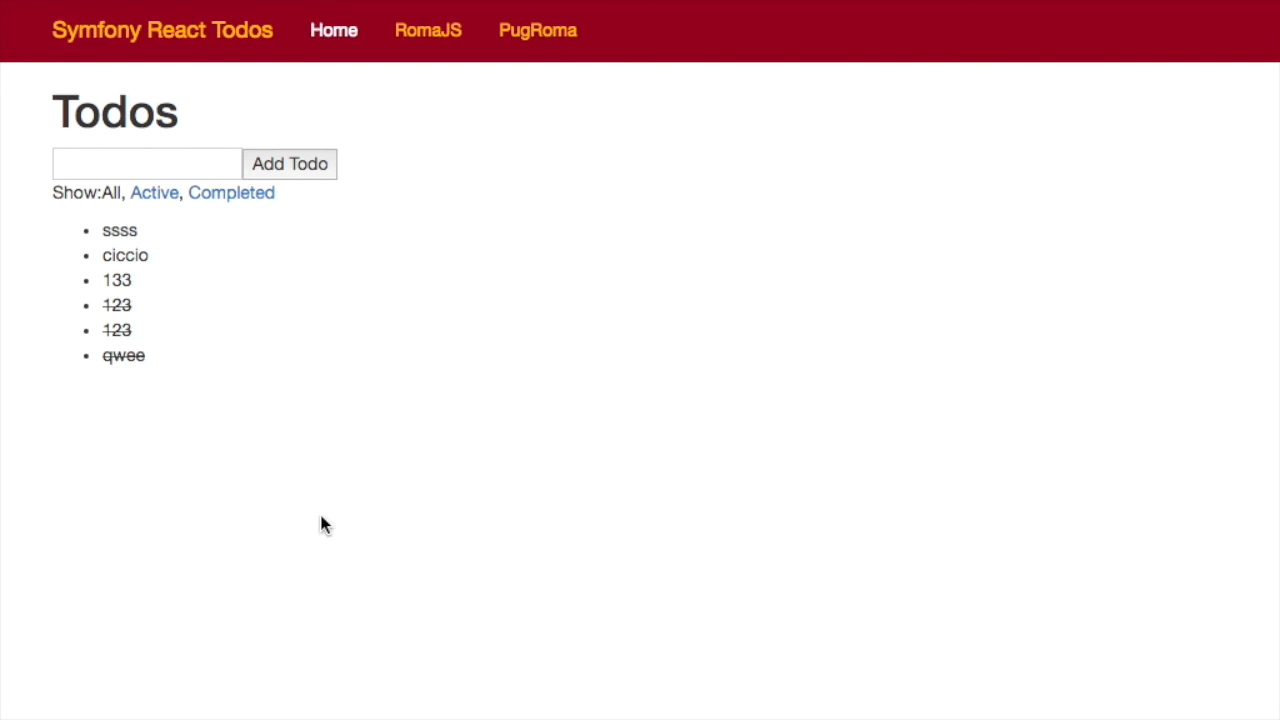 Symfony React Todos Home RomaJS PugRoma
Todos
Add Todo
Show:All, Active, Completed
ssss
ciccio
133
123
123
qwee